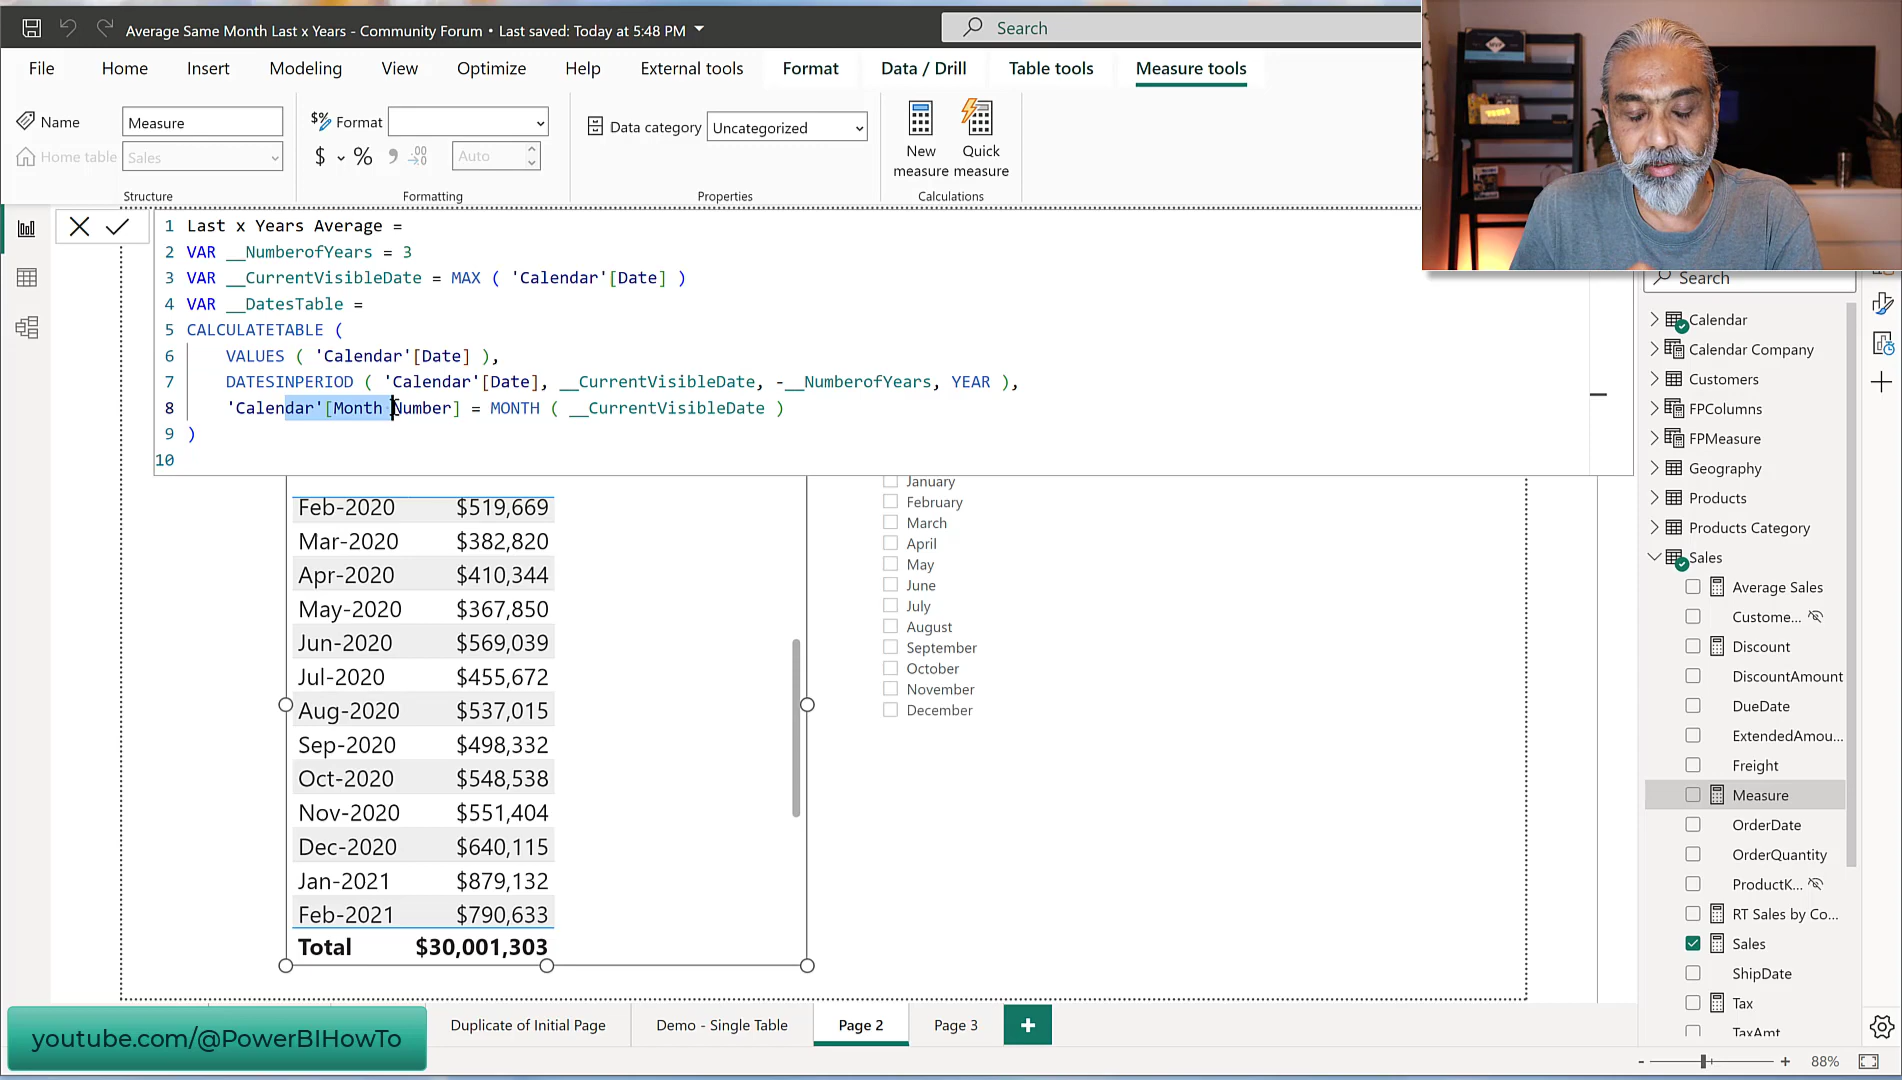 Average Same Month Last x Years - Community Forum • Last saved: Today at 5:48 PM
Search
File Home Insert Modeling View Optimize Help External tools Format Data / Drill Table tools Measure tools
Name Measure
Home table Sales
Structure
Format
$ % Auto
Formatting
Data category Uncategorized
Properties
New measure
Quick measure
Calculations
1 Last x Years Average =
2 VAR __NumberofYears = 3
3 VAR __CurrentVisibleDate = MAX ( 'Calendar'[Date] )
4 VAR __DatesTable =
5 CALCULATETABLE (
6 VALUES ( 'Calendar'[Date] ),
7 DATESINPERIOD ( 'Calendar'[Date], __CurrentVisibleDate, -__NumberofYears, YEAR ),
8 'Calendar'[Month Number] = MONTH ( __CurrentVisibleDate )
9 )
10
Feb-2020 $519,669
Mar-2020 $382,820
Apr-2020 $410,344
May-2020 $367,850
Jun-2020 $569,039
Jul-2020 $455,672
Aug-2020 $537,015
Sep-2020 $498,332
Oct-2020 $548,538
Nov-2020 $551,404
Dec-2020 $640,115
Jan-2021 $879,132
Feb-2021 $790,633
Total $30,001,303
January
February
March
April
May
June
July
August
September
October
November
December
Search
Calendar
Calendar Company
Customers
FPColumns
FPMeasure
Geography
Products
Products Category
Sales
Average Sales
Custome...
Discount
DiscountAmount
DueDate
ExtendedAmou...
Freight
Measure
OrderDate
OrderQuantity
ProductK...
RT Sales by Co...
Sales
ShipDate
Tax
TaxAmt
youtube.com/@PowerBIHowTo
Duplicate of Initial Page
Demo - Single Table
Page 2
Page 3
+
- + 88%